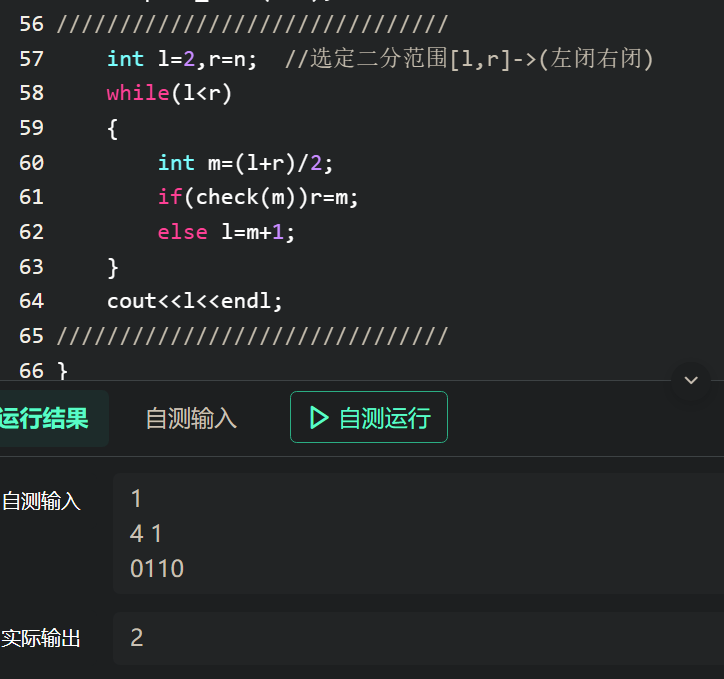 56 ///////////////////////////////
57 int l=2,r=n; //选定二分范围[l,r]->(左闭右闭)
58 while(l<r)
59 {
60 int m=(l+r)/2;
61 if(check(m))r=m;
62 else l=m+1;
63 }
64 cout<<l<<endl;
65 ///////////////////////////////
66 }
运行结果 自测输入 自测运行
自测输入 1
4 1
0110
实际输出 2